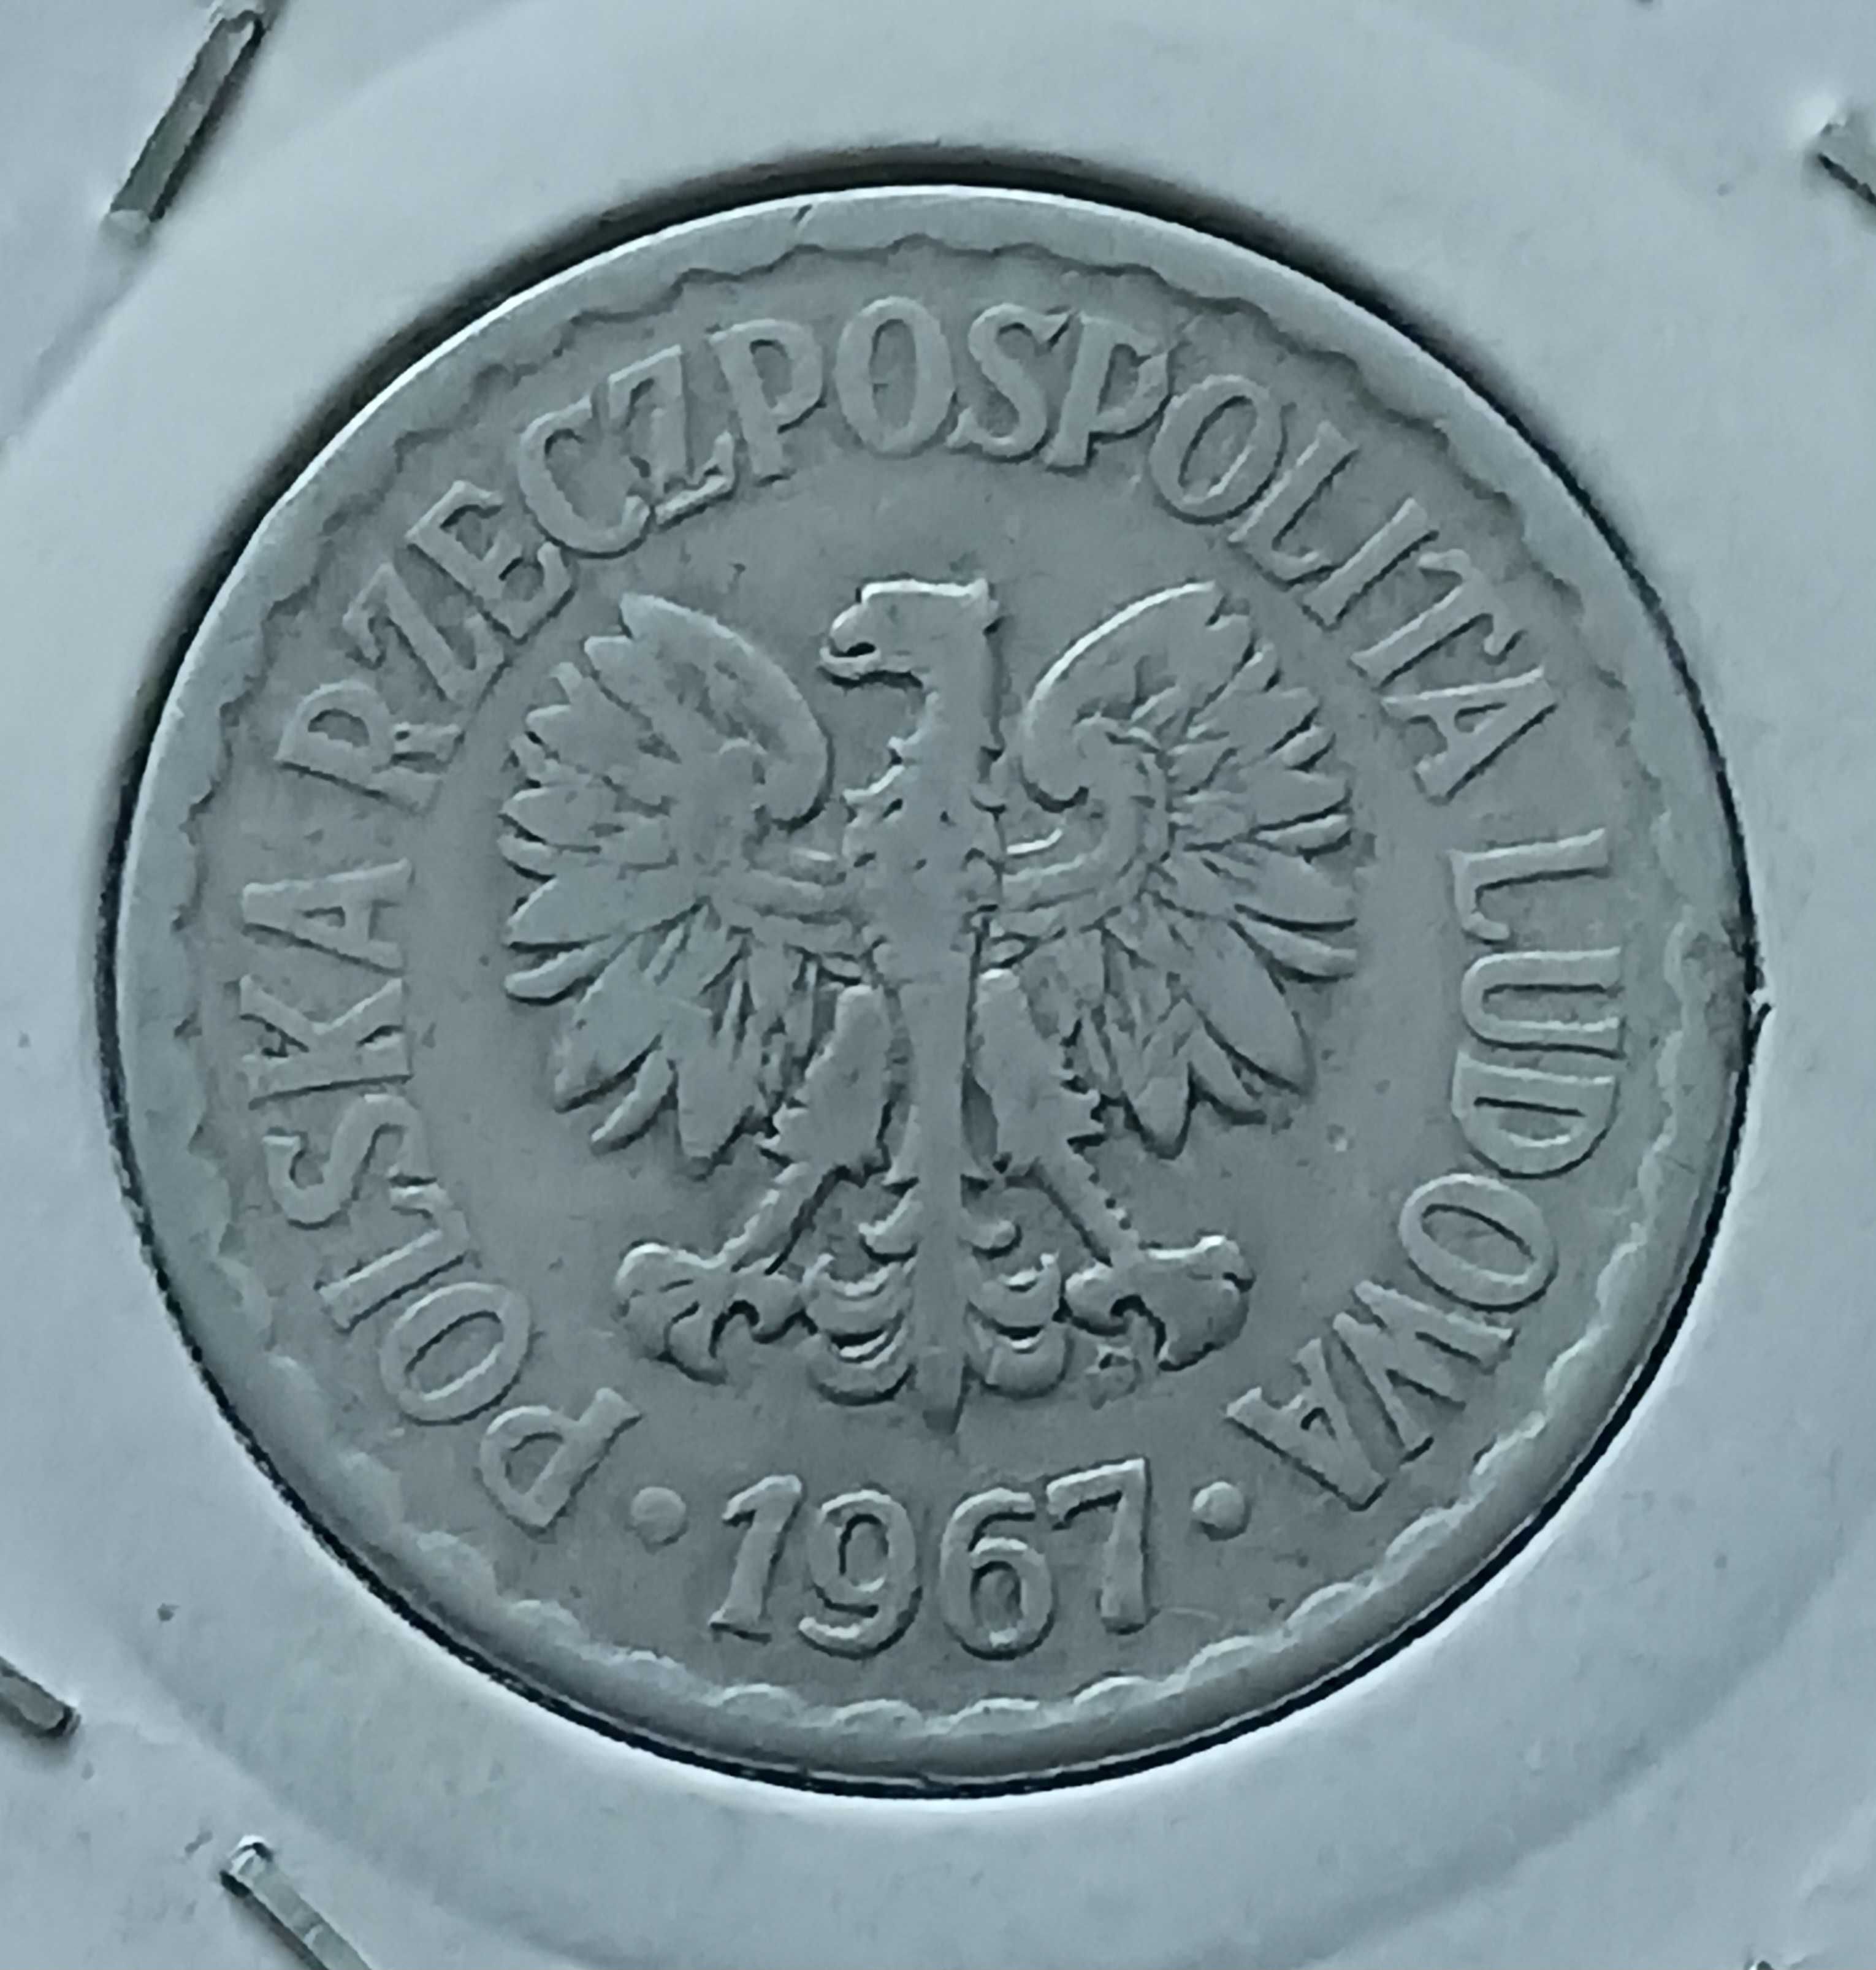 POLSKA RZECZPOSPOLITA LUDOWA
· 1967 ·